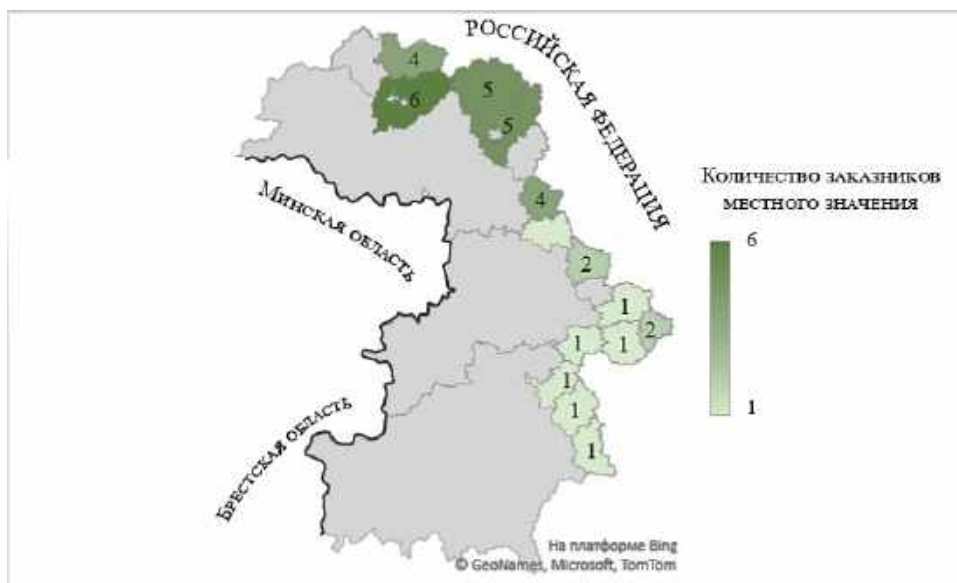 РОССИЙСКАЯ ФЕДЕРАЦИЯ
4
6
5
5
МИНСКАЯ ОБЛАСТЬ
4
КОЛИЧЕСТВО ЗАКАЗНИКОВ
МЕСТНОГО ЗНАЧЕНИЯ
6
2
1
2
1
1
1
1
1
1
БРЕСТСКАЯ ОБЛАСТЬ
На платформе Bing
© GeoNames, Microsoft, TomTom